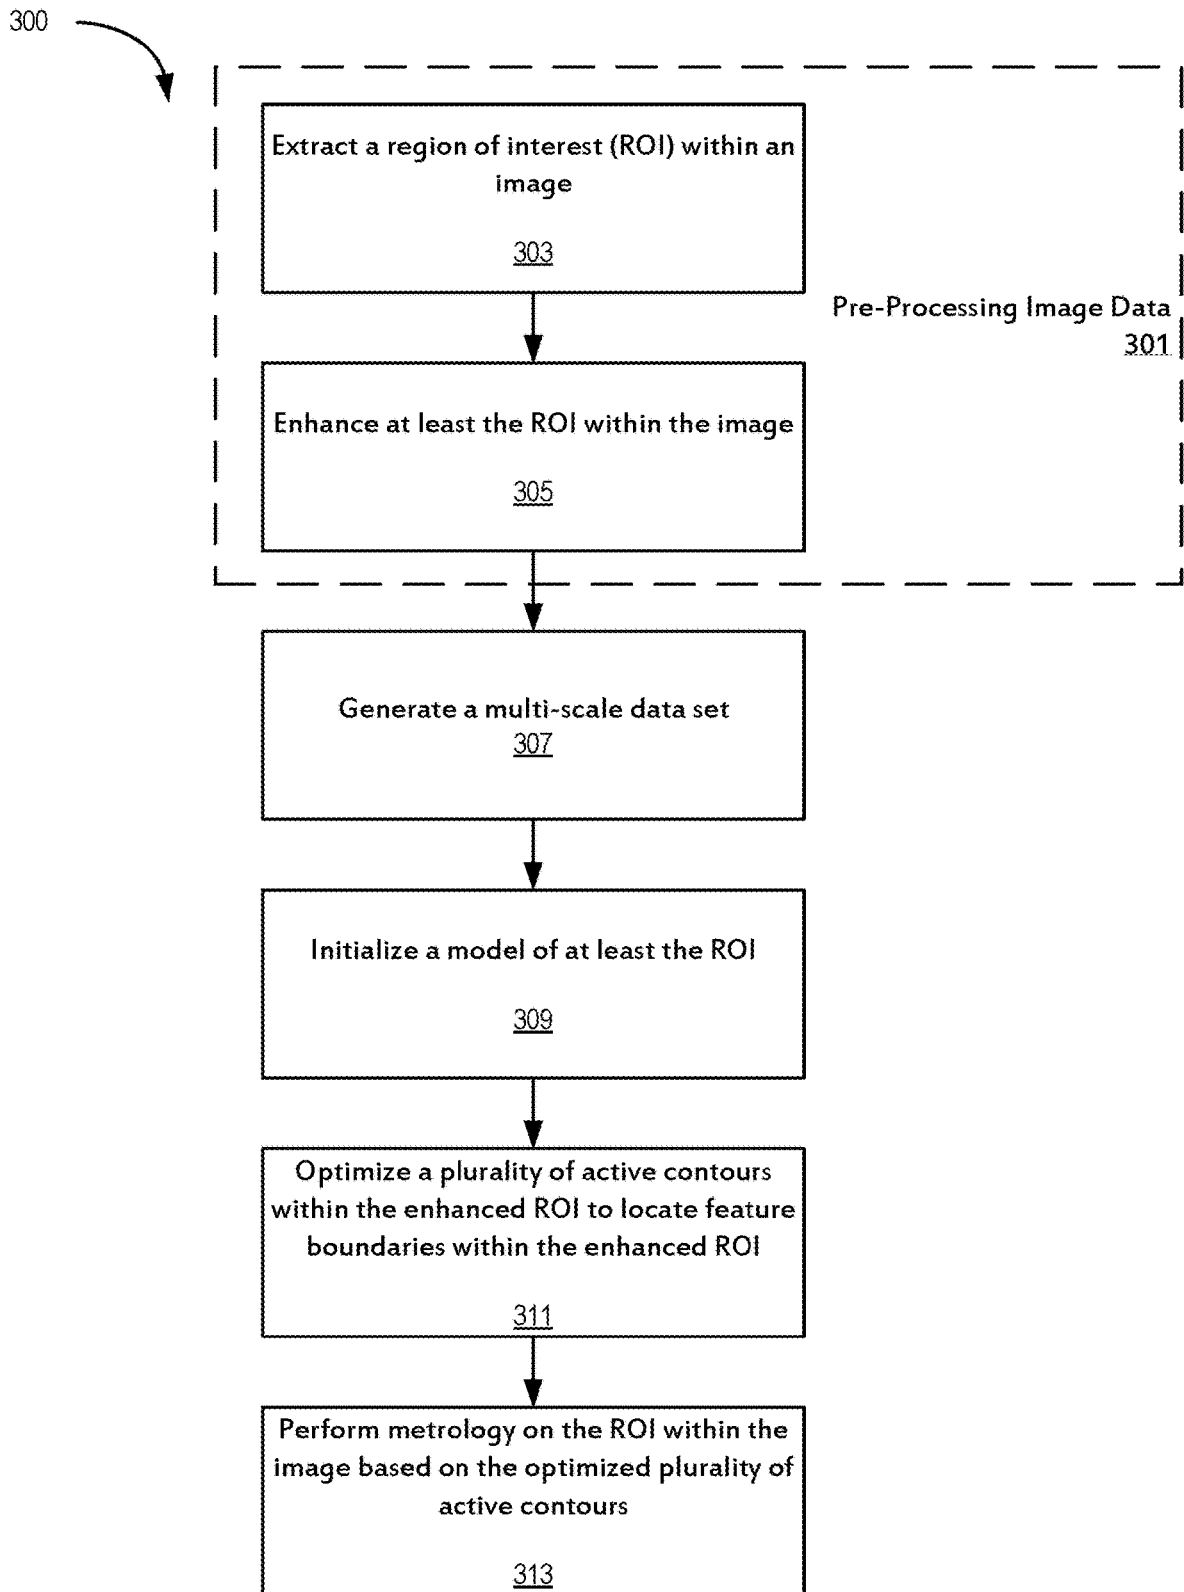 300
Extract a region of interest (ROI) within an
image
303
Pre-Processing Image Data
301
Enhance at least the ROI within the image
305
Generate a multi-scale data set
307
Initialize a model of at least the ROI
309
Optimize a plurality of active contours
within the enhanced ROI to locate feature
boundaries within the enhanced ROI
311
Perform metrology on the ROI within the
image based on the optimized plurality of
active contours
313